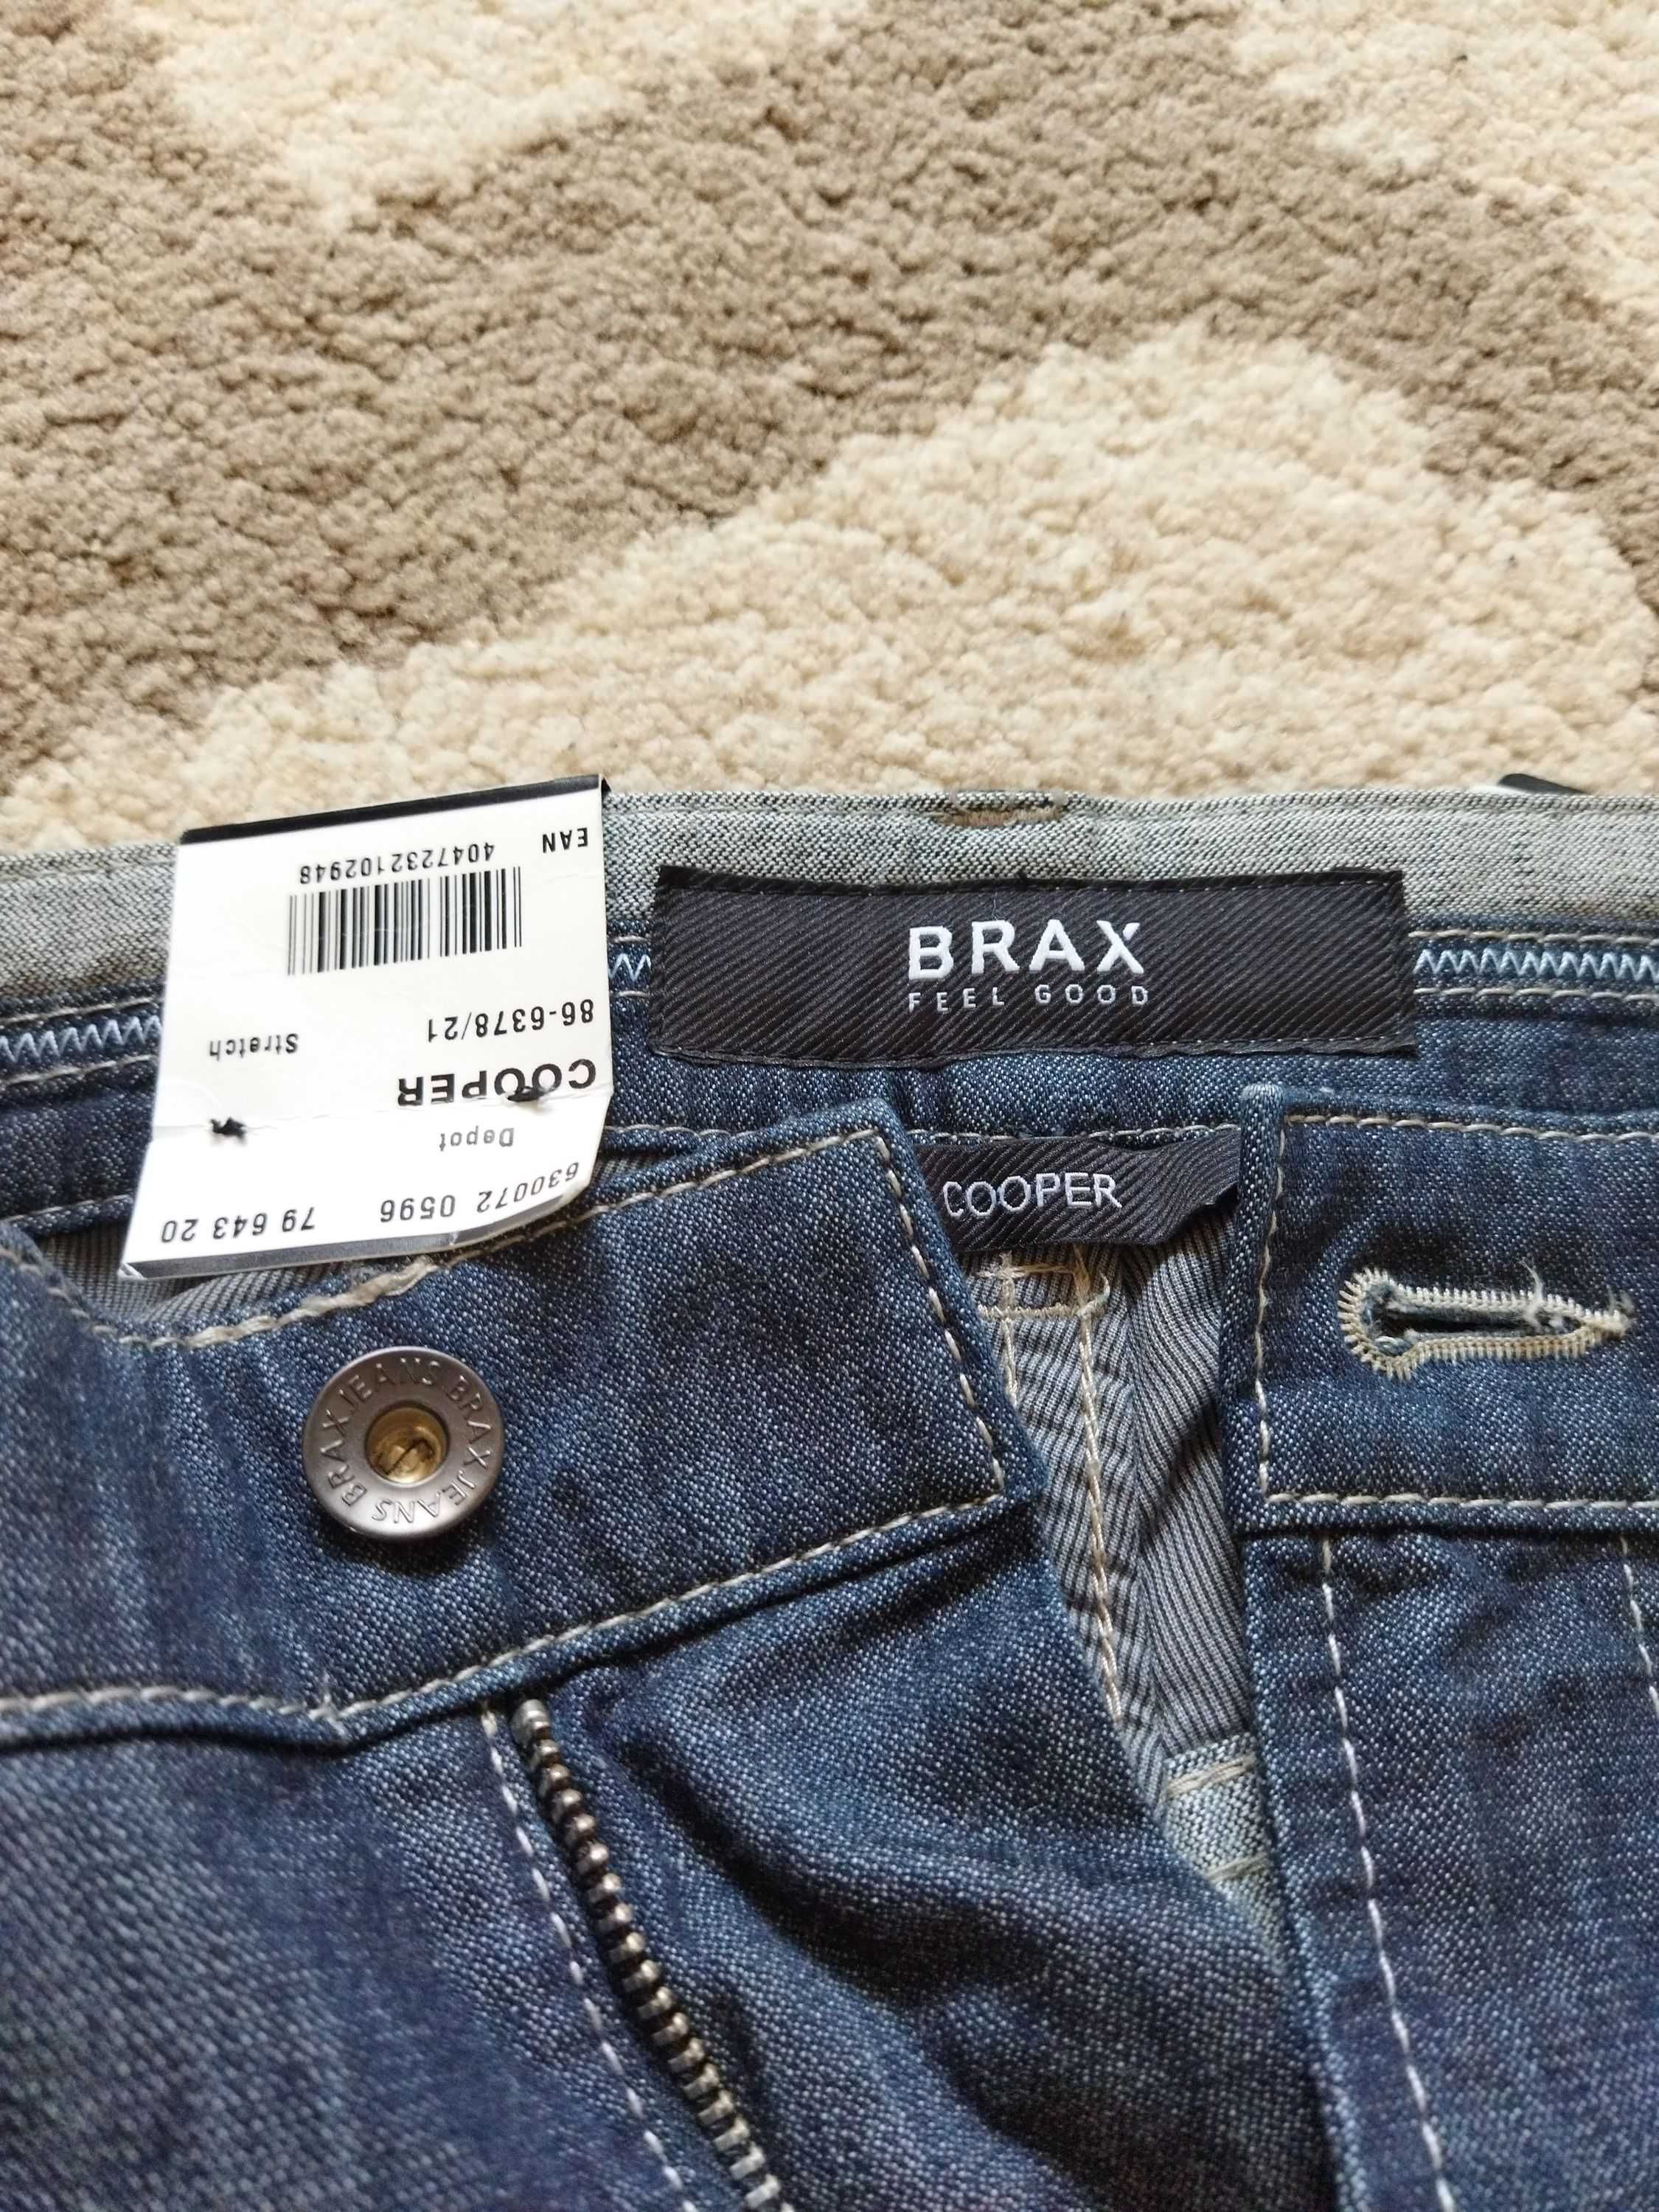 EAN
4047232102948
86-6378/21
Stretch
COOPER
Depot
630072 0596 79 643 20
BRAX
FEEL GOOD
COOPER
BRAX JEANS BRAX JEANS